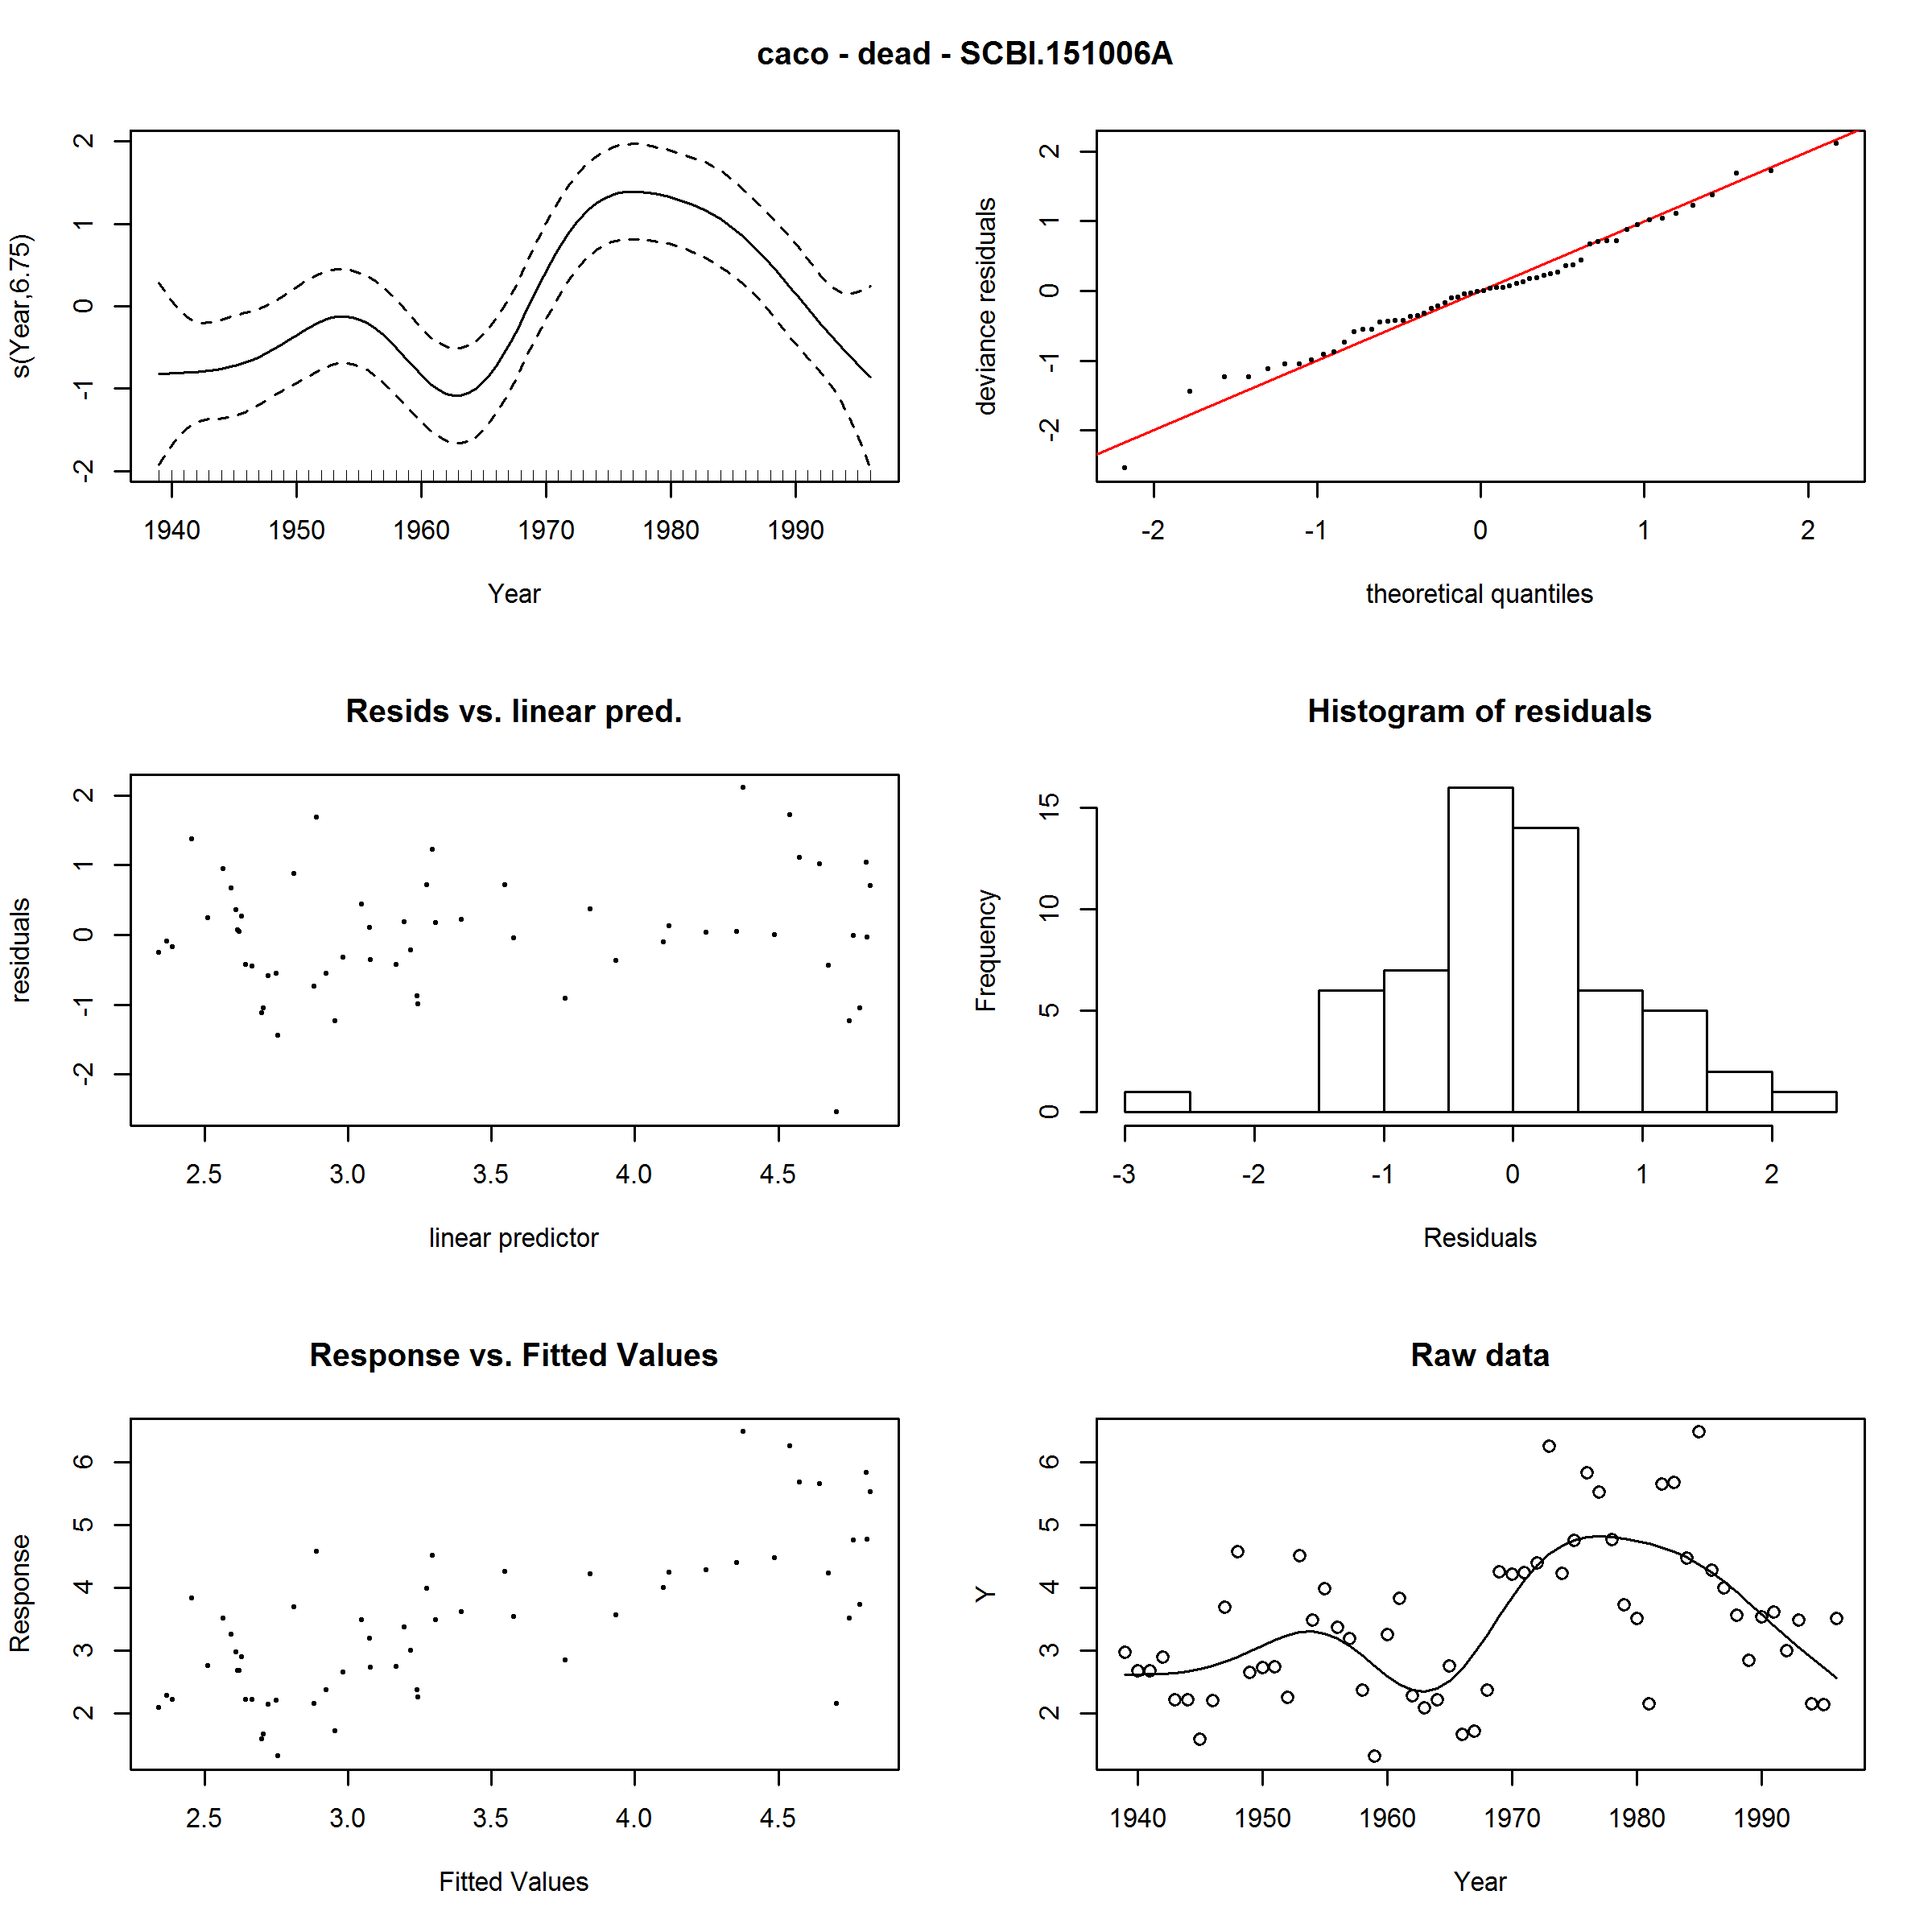 caco - dead - SCBI.151006A
s(Year,6.75)
2
1
0
-1
-2
1940 1950 1960 1970 1980 1990
Year
deviance residuals
2
1
0
-1
-2
-2 -1 0 1 2
theoretical quantiles
Resids vs. linear pred.
residuals
2
1
0
-1
-2
2.5 3.0 3.5 4.0 4.5
linear predictor
Histogram of residuals
Frequency
15
10
5
0
-3 -2 -1 0 1 2
Residuals
Response vs. Fitted Values
Response
6
5
4
3
2
2.5 3.0 3.5 4.0 4.5
Fitted Values
Raw data
Y
6
5
4
3
2
1940 1950 1960 1970 1980 1990
Year